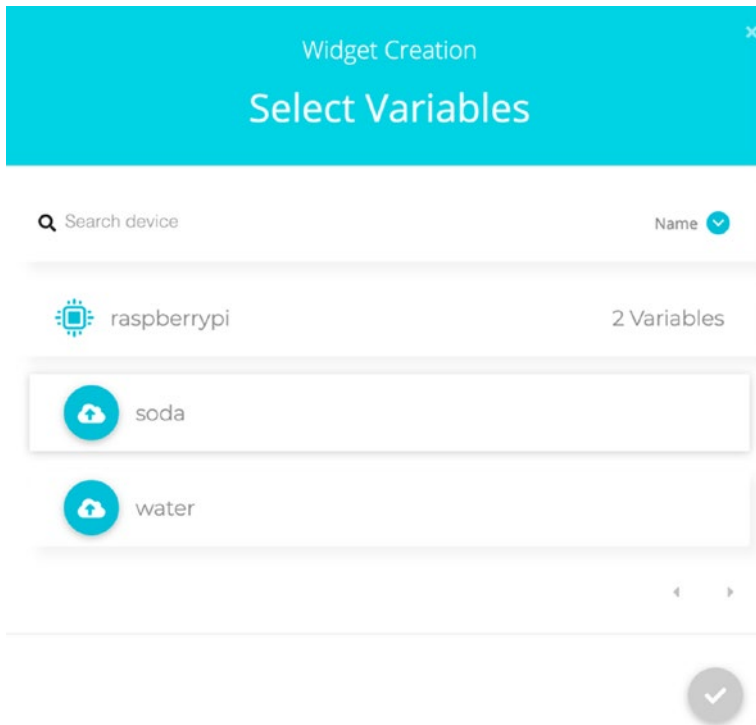 Widget Creation
Select Variables
Search device
Name
raspberrypi
2 Variables
soda
water